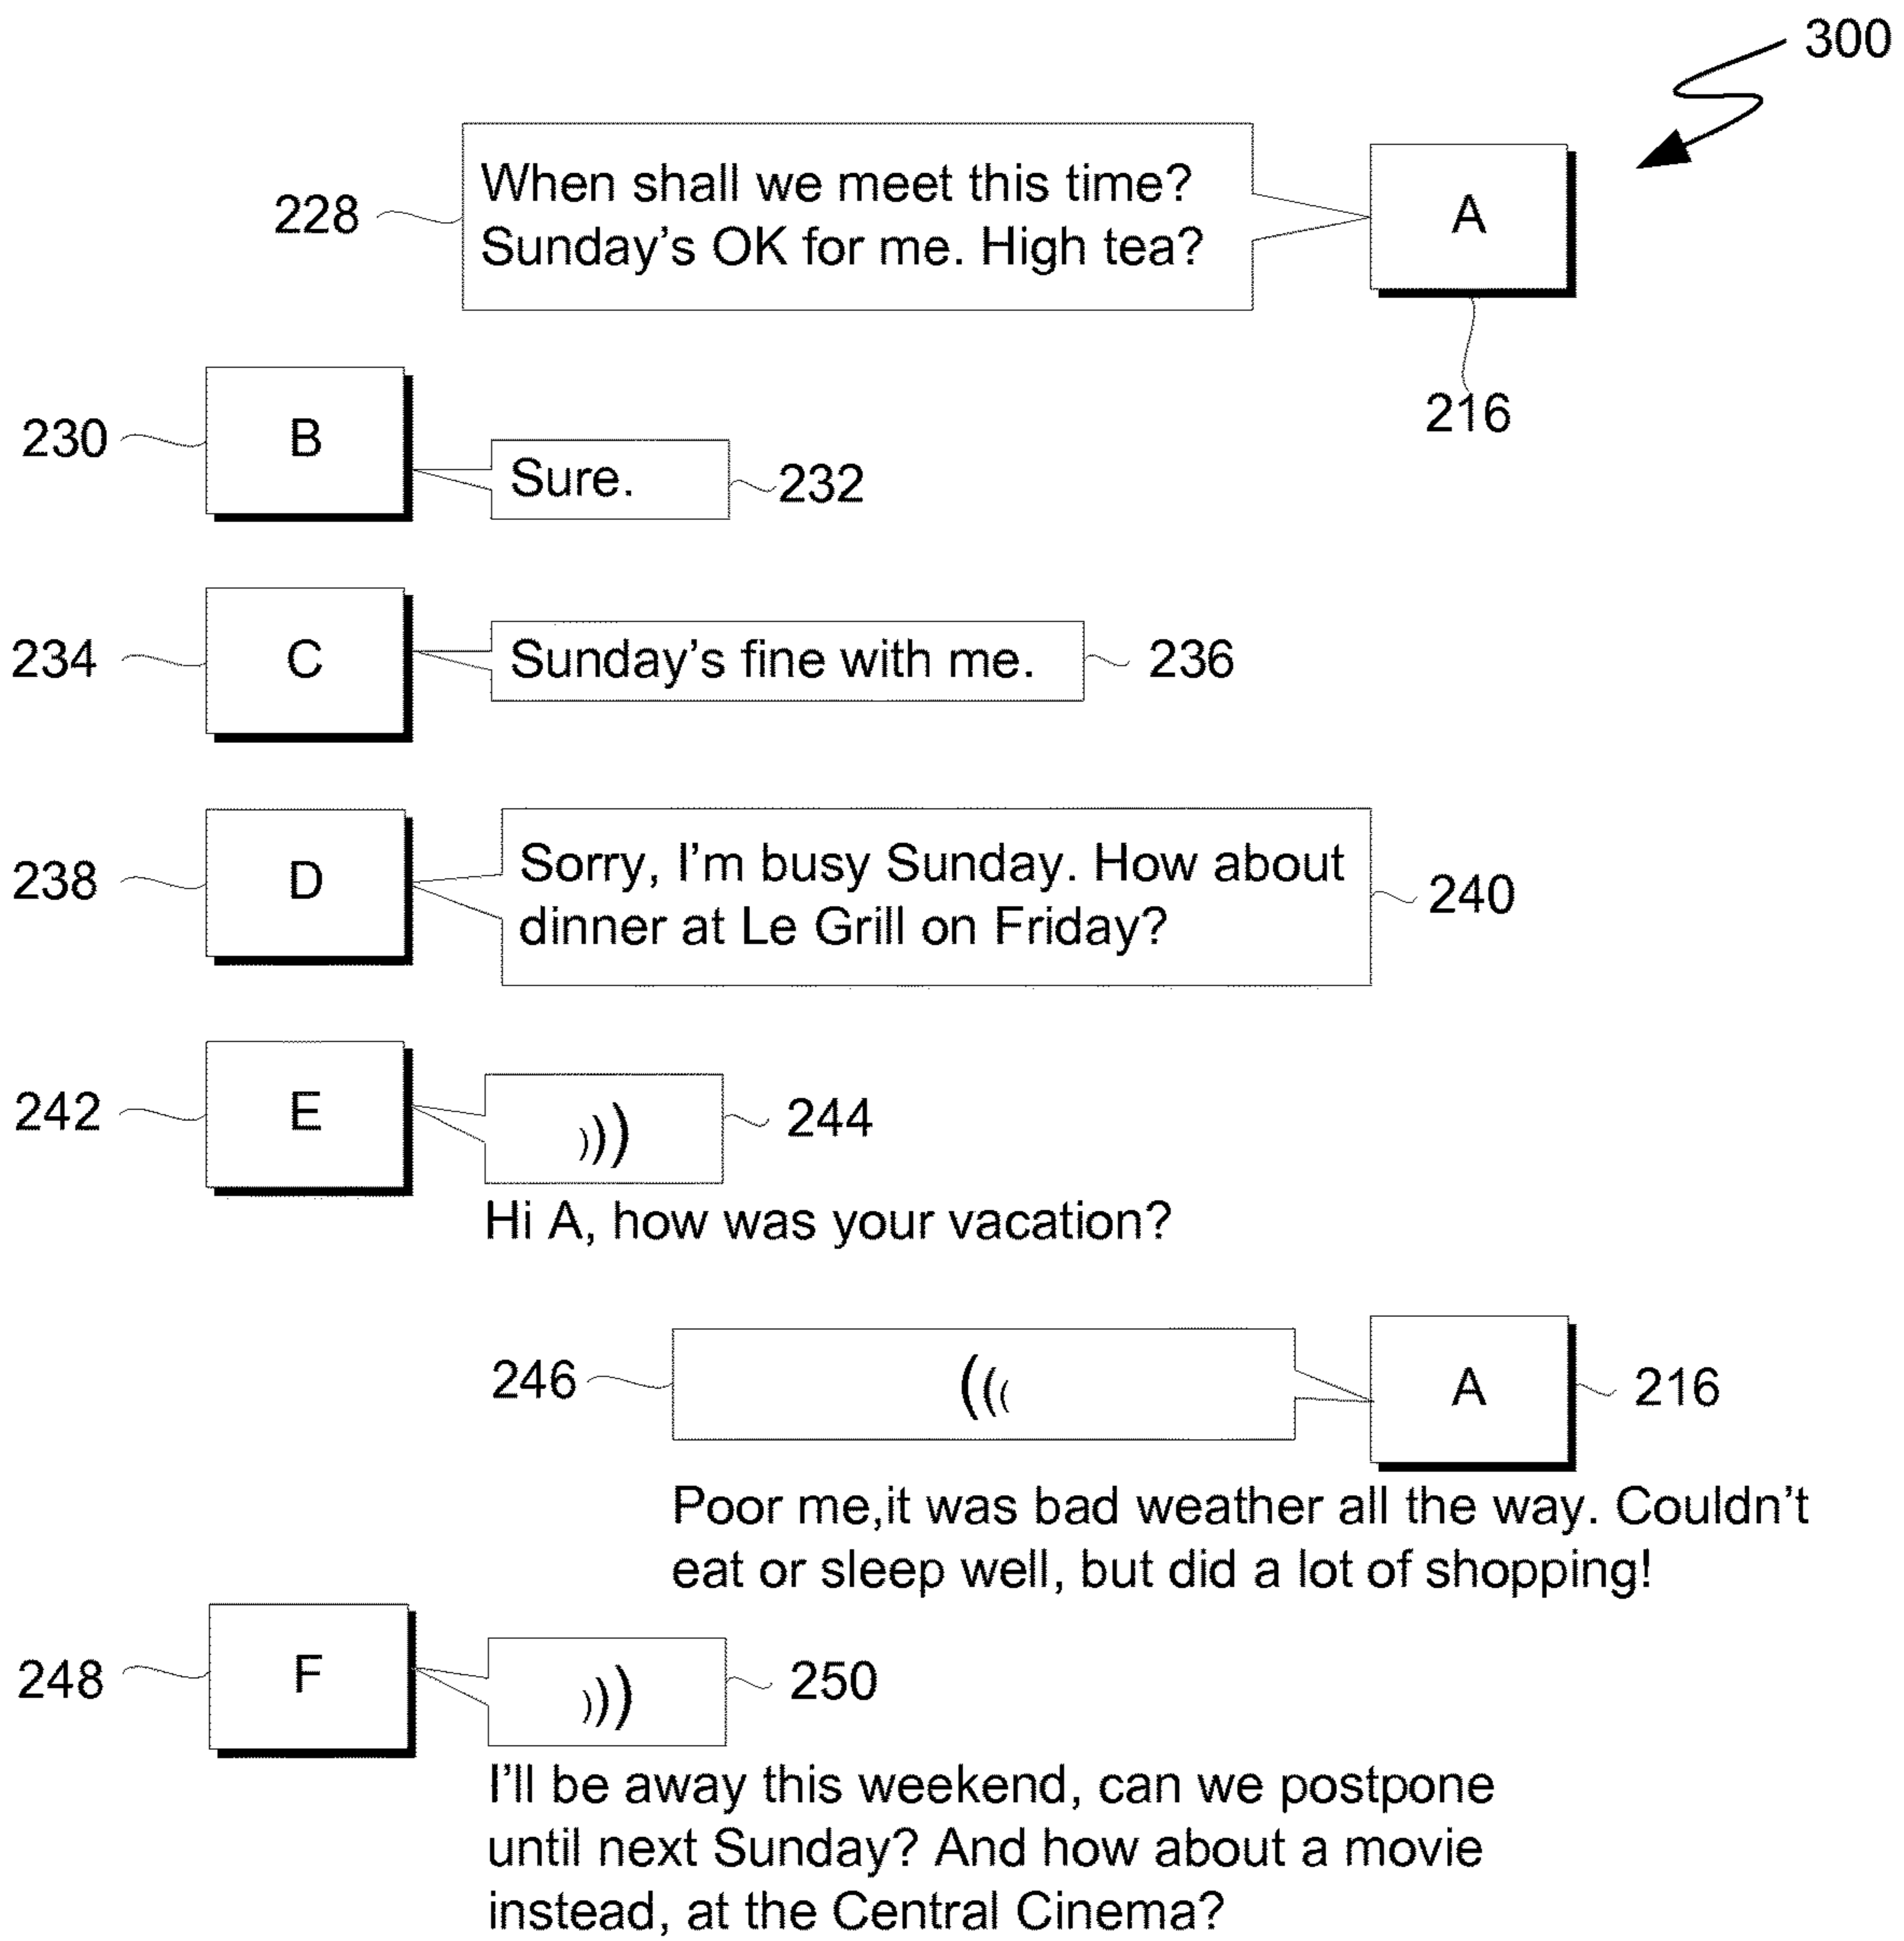 300
When shall we meet this time?
Sunday's OK for me. High tea?
228
A
216
230
B
Sure.
232
234
C
Sunday's fine with me.
236
238
D
Sorry, I'm busy Sunday. How about
dinner at Le Grill on Friday?
240
242
E
)))
244
Hi A, how was your vacation?
246
(((
A
216
Poor me,it was bad weather all the way. Couldn't
eat or sleep well, but did a lot of shopping!
248
F
)))
250
I'll be away this weekend, can we postpone
until next Sunday? And how about a movie
instead, at the Central Cinema?